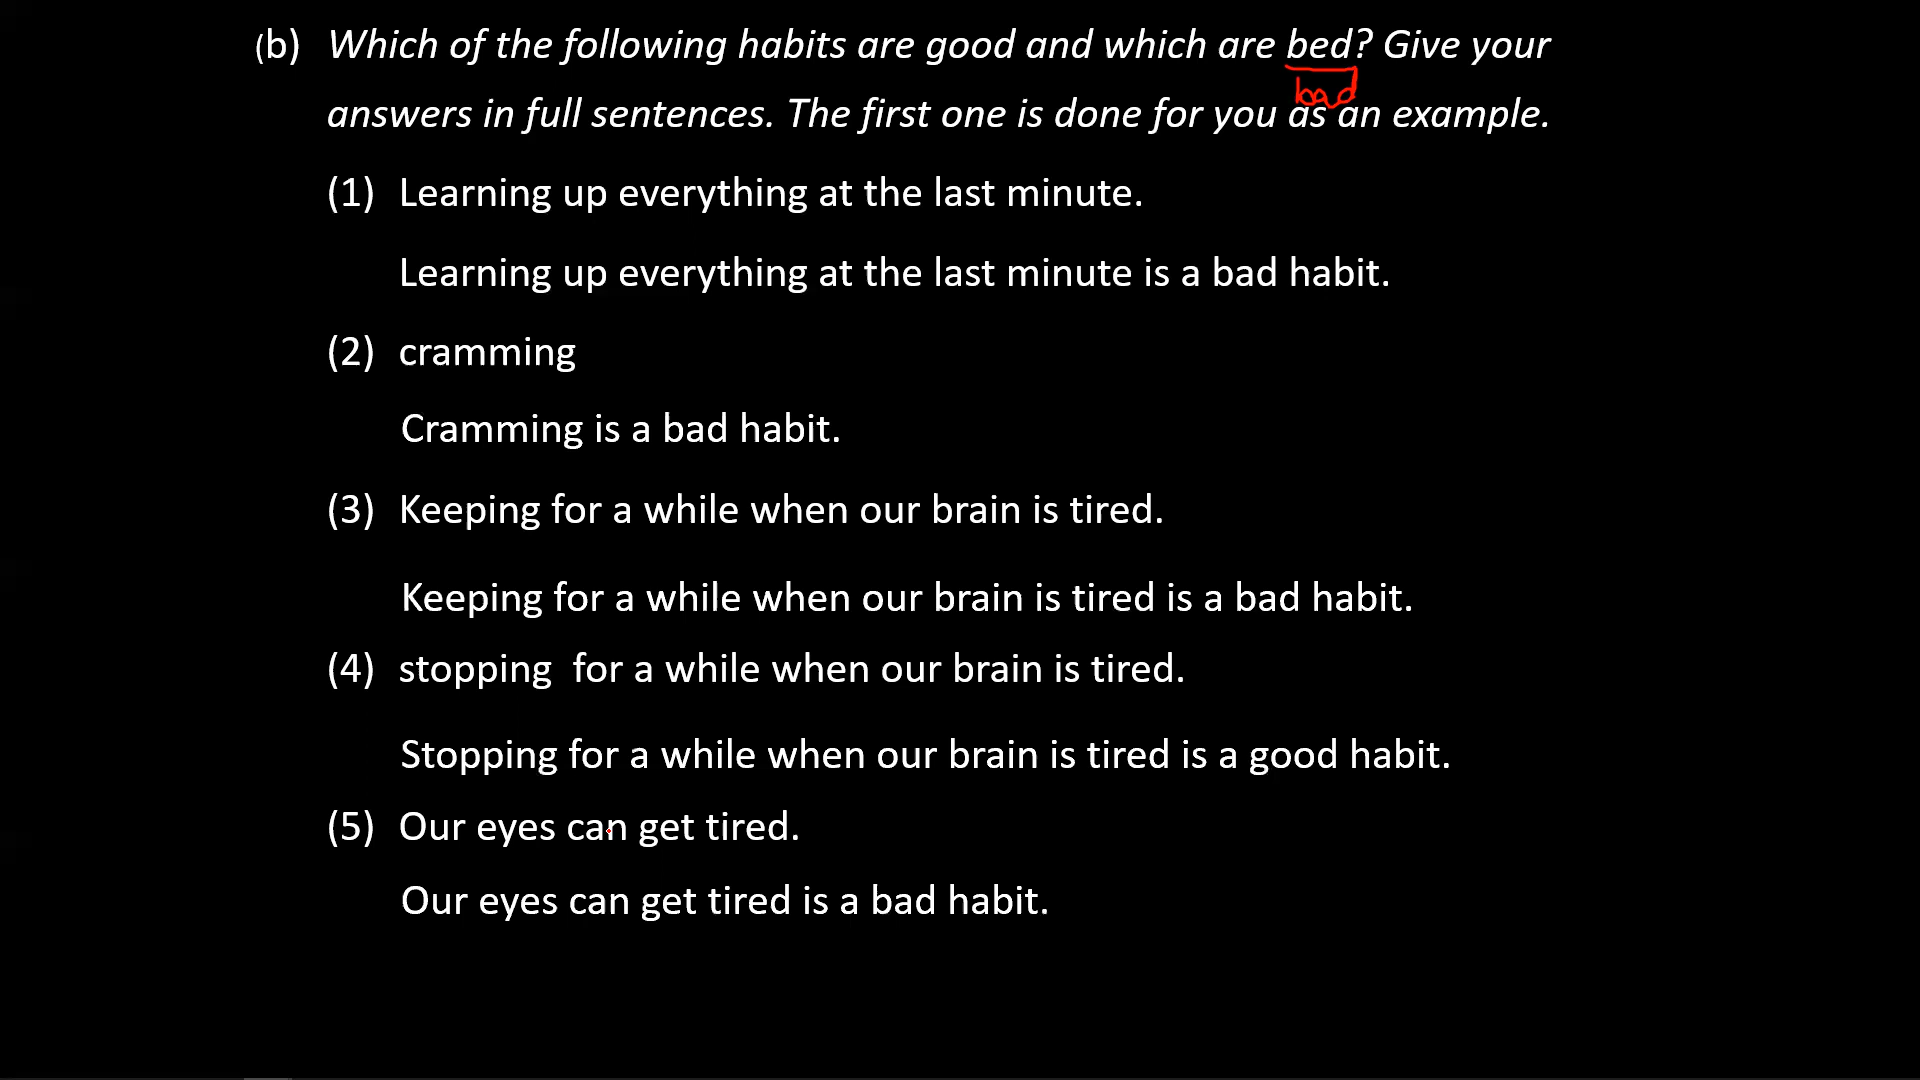 (b) Which of the following habits are good and which are bed? Give your
bad
answers in full sentences. The first one is done for you as an example.
(1) Learning up everything at the last minute.
Learning up everything at the last minute is a bad habit.
(2) cramming
Cramming is a bad habit.
(3) Keeping for a while when our brain is tired.
Keeping for a while when our brain is tired is a bad habit.
(4) stopping for a while when our brain is tired.
Stopping for a while when our brain is tired is a good habit.
(5) Our eyes can get tired.
Our eyes can get tired is a bad habit.